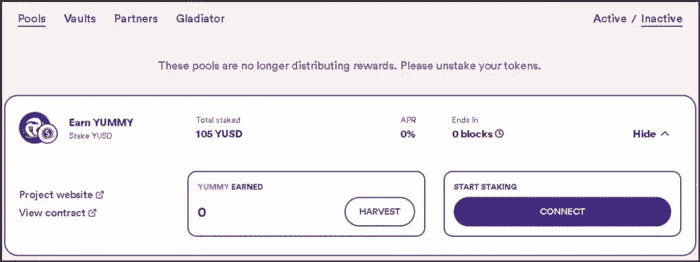 Pools Vaults Partners Gladiator Active / Inactive
These pools are no longer distributing rewards. Please unstake your tokens.
Earn YUMMY
Stake YUSD
Total staked
105 YUSD
APR
0%
Ends in
0 blocks
Hide
Project website
View contract
YUMMY EARNED
0
HARVEST
START STAKING
CONNECT